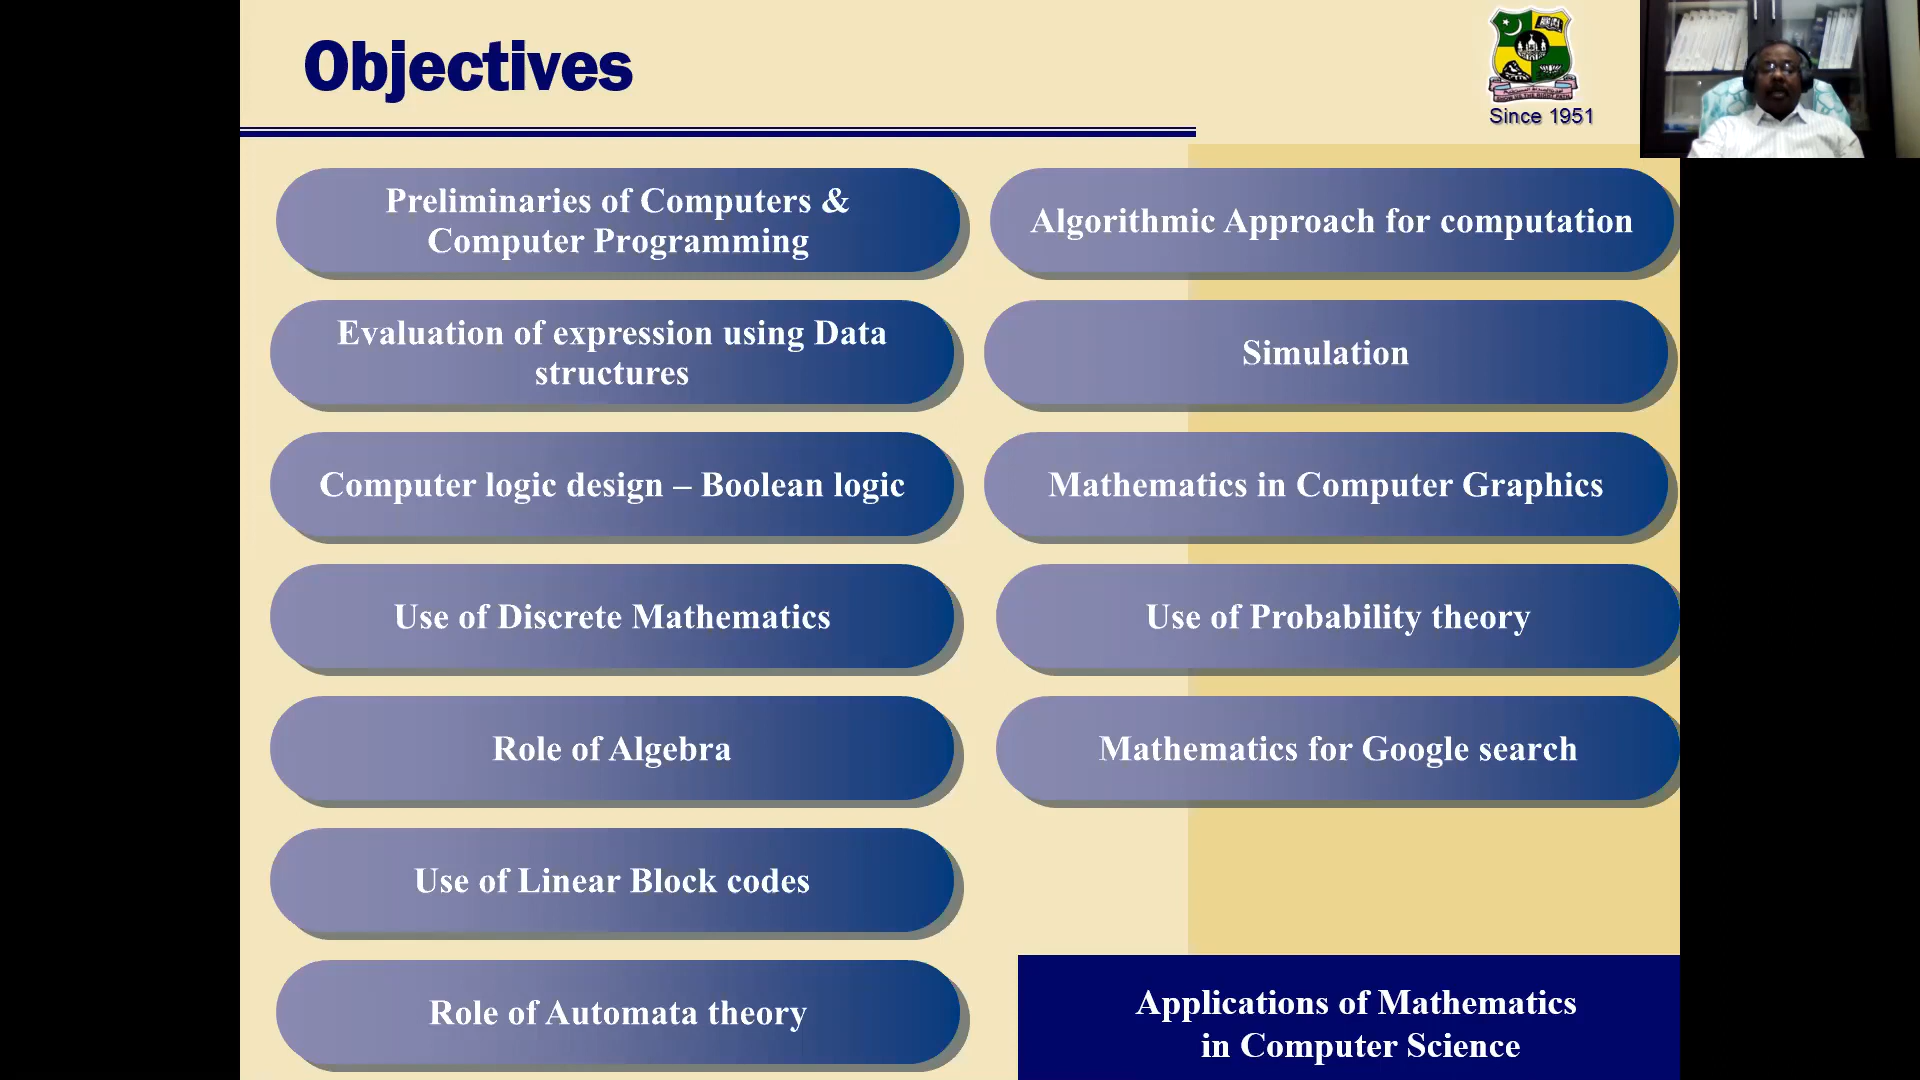 Objectives
Since 1951
Preliminaries of Computers &
Computer Programming
Evaluation of expression using Data
structures
Computer logic design – Boolean logic
Use of Discrete Mathematics
Role of Algebra
Use of Linear Block codes
Role of Automata theory
Algorithmic Approach for computation
Simulation
Mathematics in Computer Graphics
Use of Probability theory
Mathematics for Google search
Applications of Mathematics
in Computer Science